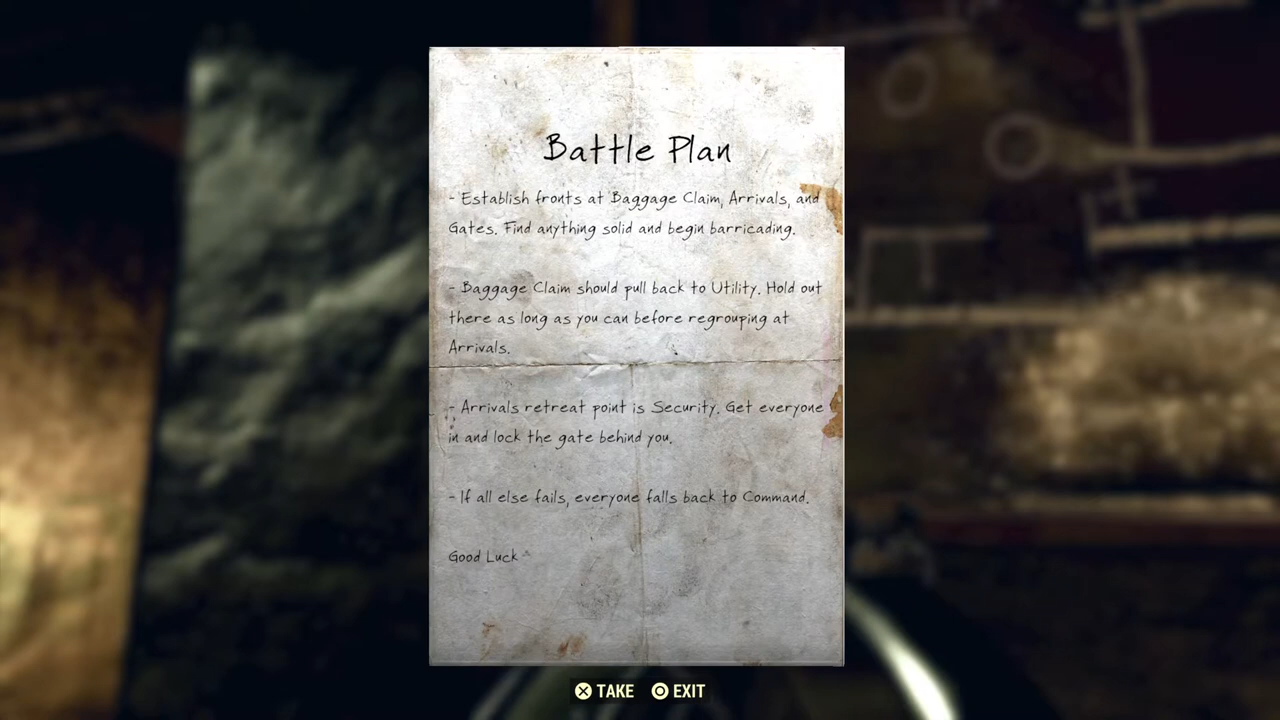 Battle Plan
- Establish fronts at Baggage Claim, Arrivals, and
Gates. Find anything solid and begin barricading.
- Baggage Claim should pull back to Utility. Hold out
there as long as you can before regrouping at
Arrivals.
- Arrivals retreat point is Security. Get everyone
in and lock the gate behind you.
- If all else fails, everyone falls back to Command.
Good Luck
TAKE EXIT